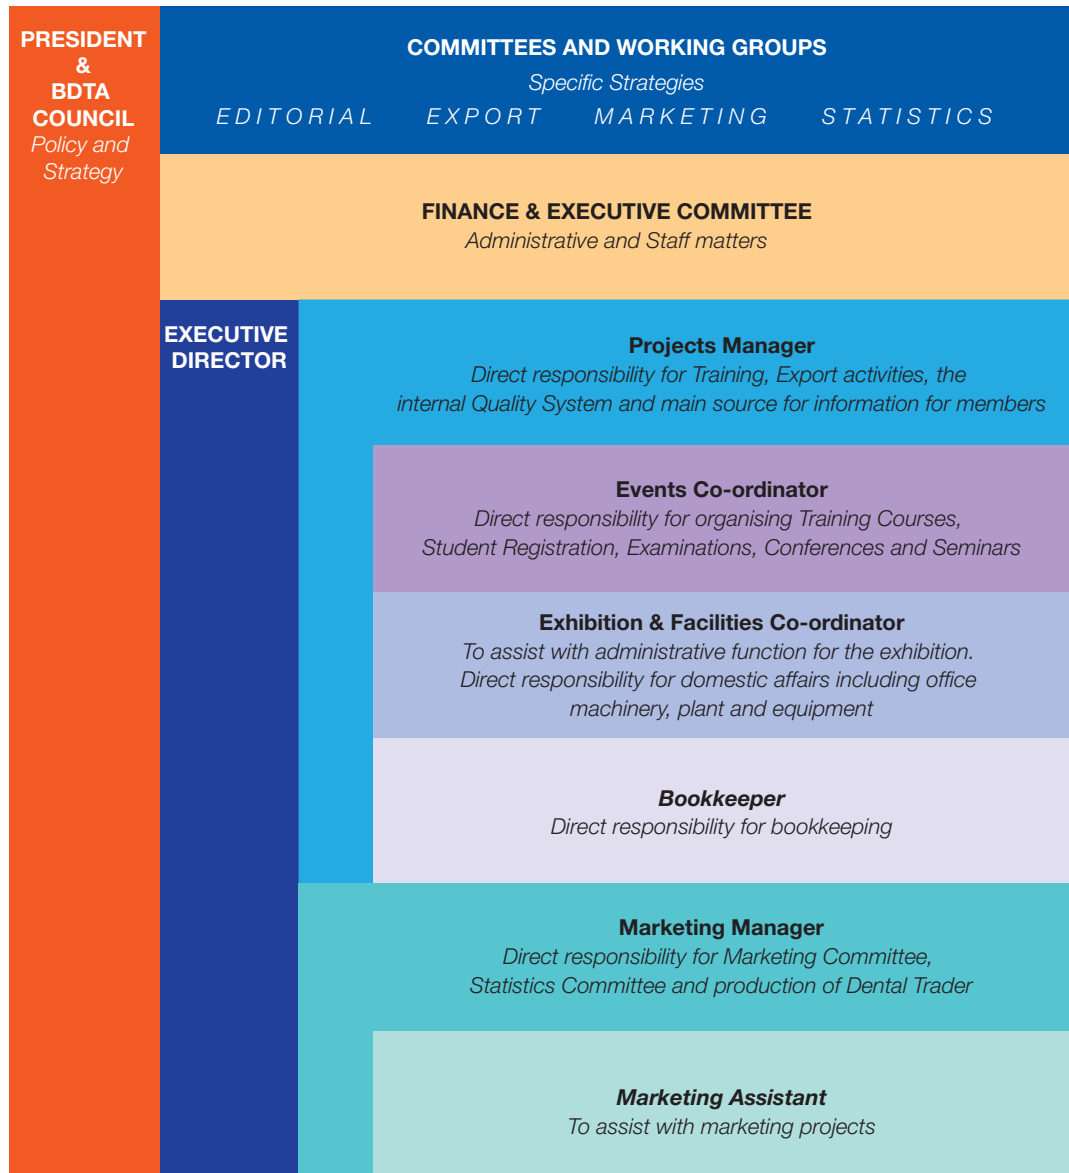 PRESIDENT
&
BDTA
COUNCIL
Policy and
Strategy
COMMITTEES AND WORKING GROUPS
Specific Strategies
EDITORIAL EXPORT MARKETING STATISTICS
FINANCE & EXECUTIVE COMMITTEE
Administrative and Staff matters
EXECUTIVE
DIRECTOR
Projects Manager
Direct responsibility for Training, Export activities, the
internal Quality System and main source for information for members
Events Co-ordinator
Direct responsibility for organising Training Courses,
Student Registration, Examinations, Conferences and Seminars
Exhibition & Facilities Co-ordinator
To assist with administrative function for the exhibition.
Direct responsibility for domestic affairs including office
machinery, plant and equipment
Bookkeeper
Direct responsibility for bookkeeping
Marketing Manager
Direct responsibility for Marketing Committee,
Statistics Committee and production of Dental Trader
Marketing Assistant
To assist with marketing projects